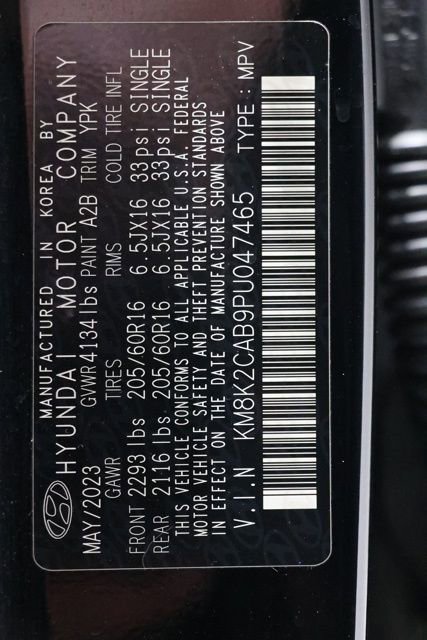 MANUFACTURED IN KOREA BY
HYUNDAI MOTOR COMPANY
MAY/2023 GVWR 4134 lbs PAINT A2B TRIM YPK
GAWR TIRES RIMS COLD TIRE INFL
FRONT 2293 lbs 205/60R16 6.5JX16 33psi SINGLE
REAR 2116 lbs 205/60R16 6.5JX16 33psi SINGLE
THIS VEHICLE CONFORMS TO ALL APPLICABLE U.S.A. FEDERAL
MOTOR VEHICLE SAFETY AND THEFT PREVENTION STANDARDS
IN EFFECT ON THE DATE OF MANUFACTURE SHOWN ABOVE
V.I.N KM8K2CAB9PU047465 TYPE : MPV